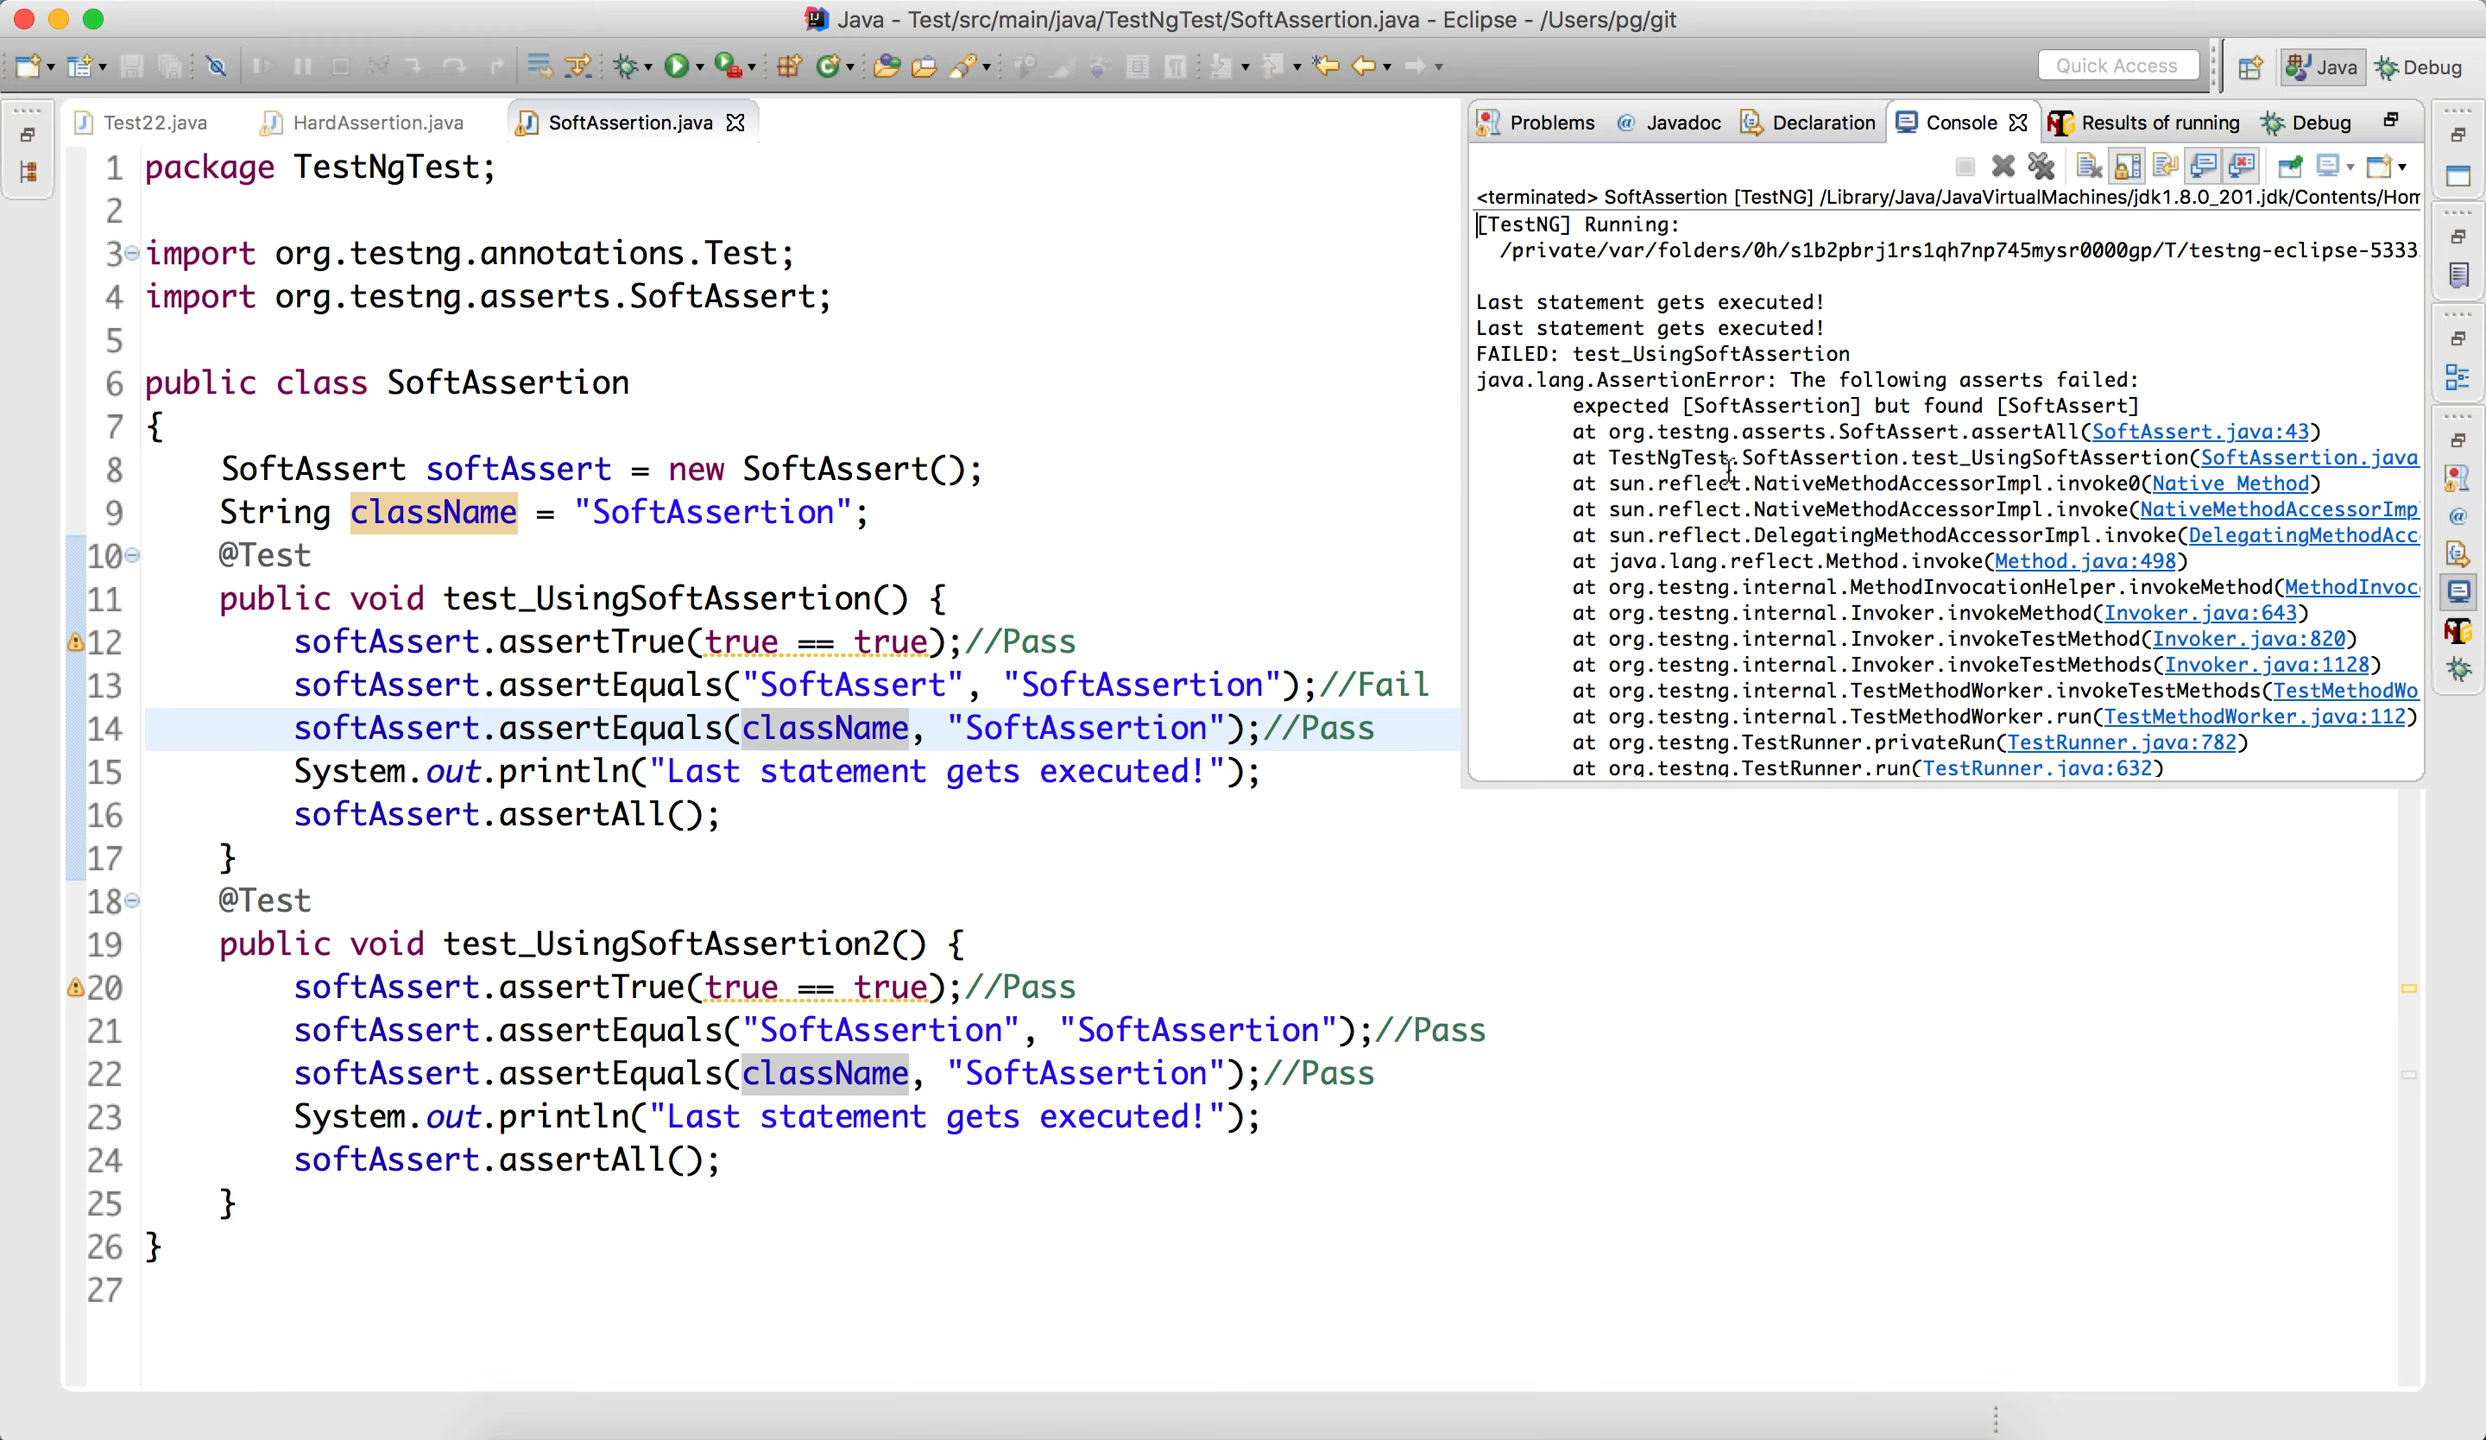 Java - Test/src/main/java/TestNgTest/SoftAssertion.java - Eclipse - /Users/pg/git
Quick Access
Java
Debug
Test22.java
HardAssertion.java
SoftAssertion.java
1 package TestNgTest;
2
3 import org.testng.annotations.Test;
4 import org.testng.asserts.SoftAssert;
5
6 public class SoftAssertion
7 {
8 SoftAssert softAssert = new SoftAssert();
9 String className = "SoftAssertion";
10 @Test
11 public void test_UsingSoftAssertion() {
12 softAssert.assertTrue(true == true);//Pass
13 softAssert.assertEquals("SoftAssert", "SoftAssertion");//Fail
14 softAssert.assertEquals(className, "SoftAssertion");//Pass
15 System.out.println("Last statement gets executed!");
16 softAssert.assertAll();
17 }
18 @Test
19 public void test_UsingSoftAssertion2() {
20 softAssert.assertTrue(true == true);//Pass
21 softAssert.assertEquals("SoftAssertion", "SoftAssertion");//Pass
22 softAssert.assertEquals(className, "SoftAssertion");//Pass
23 System.out.println("Last statement gets executed!");
24 softAssert.assertAll();
25 }
26 }
27
Problems
Javadoc
Declaration
Console
Results of running
Debug
<terminated> SoftAssertion [TestNG] /Library/Java/JavaVirtualMachines/jdk1.8.0_201.jdk/Contents/Hom
[TestNG] Running:
/private/var/folders/0h/s1b2pbrj1rs1qh7np745mysr0000gp/T/testng-eclipse-5333
Last statement gets executed!
Last statement gets executed!
FAILED: test_UsingSoftAssertion
java.lang.AssertionError: The following asserts failed:
expected [SoftAssertion] but found [SoftAssert]
at org.testng.asserts.SoftAssert.assertAll(SoftAssert.java:43)
at TestNgTest.SoftAssertion.test_UsingSoftAssertion(SoftAssertion.java
at sun.reflect.NativeMethodAccessorImpl.invoke0(Native Method)
at sun.reflect.NativeMethodAccessorImpl.invoke(NativeMethodAccessorImp
at sun.reflect.DelegatingMethodAccessorImpl.invoke(DelegatingMethodAcc
at java.lang.reflect.Method.invoke(Method.java:498)
at org.testng.internal.MethodInvocationHelper.invokeMethod(MethodInvoc
at org.testng.internal.Invoker.invokeMethod(Invoker.java:643)
at org.testng.internal.Invoker.invokeTestMethod(Invoker.java:820)
at org.testng.internal.Invoker.invokeTestMethods(Invoker.java:1128)
at org.testng.internal.TestMethodWorker.invokeTestMethods(TestMethodWo
at org.testng.internal.TestMethodWorker.run(TestMethodWorker.java:112)
at org.testng.TestRunner.privateRun(TestRunner.java:782)
at org.testng.TestRunner.run(TestRunner.java:632)